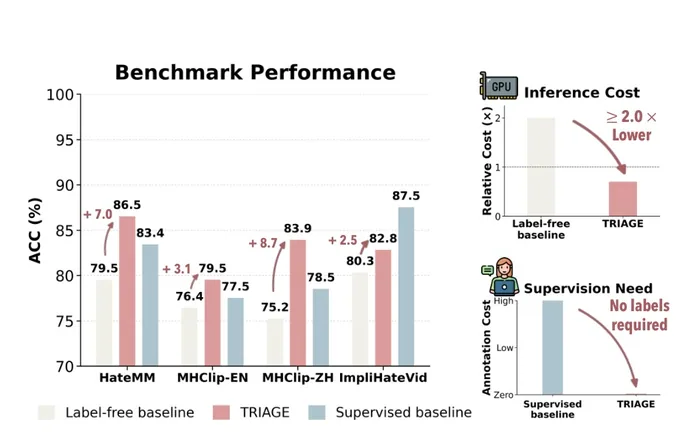 Benchmark Performance
ACC (%)
100
95
90
85
80
75
70
79.5
+ 7.0
86.5
83.4
76.4
+ 3.1
79.5
77.5
75.2
+ 8.7
83.9
78.5
80.3
+ 2.5
82.8
87.5
HateMM
MHClip-EN
MHClip-ZH
ImpliHateVid
Label-free baseline
TRIAGE
Supervised baseline
GPU
Inference Cost
Relative Cost (×)
2
1
0
≥ 2.0 ×
Lower
Label-free
baseline
TRIAGE
Supervision Need
Annotation Cost
High
Low
Zero
No labels
required
Supervised
baseline
TRIAGE